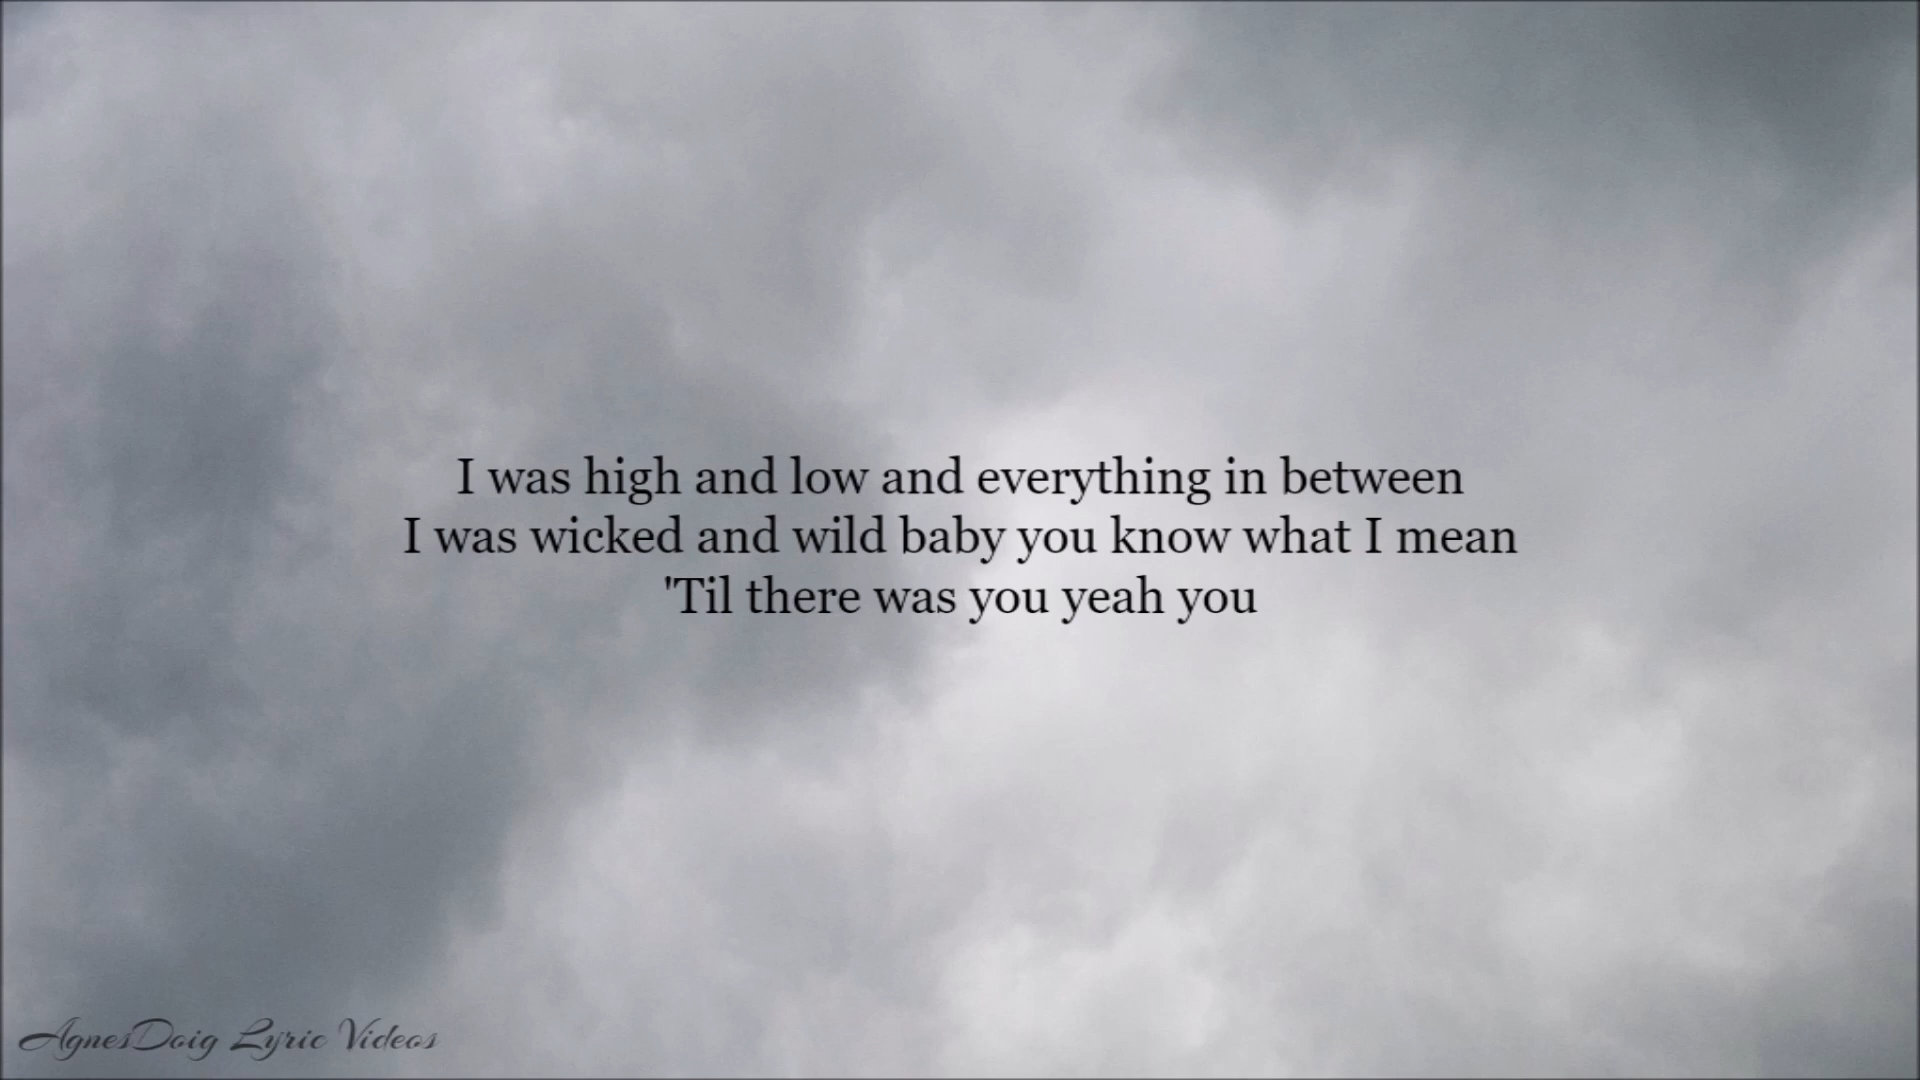 I was high and low and everything in between
I was wicked and wild baby you know what I mean
'Til there was you yeah you
AgnesDoig Lyric Videos